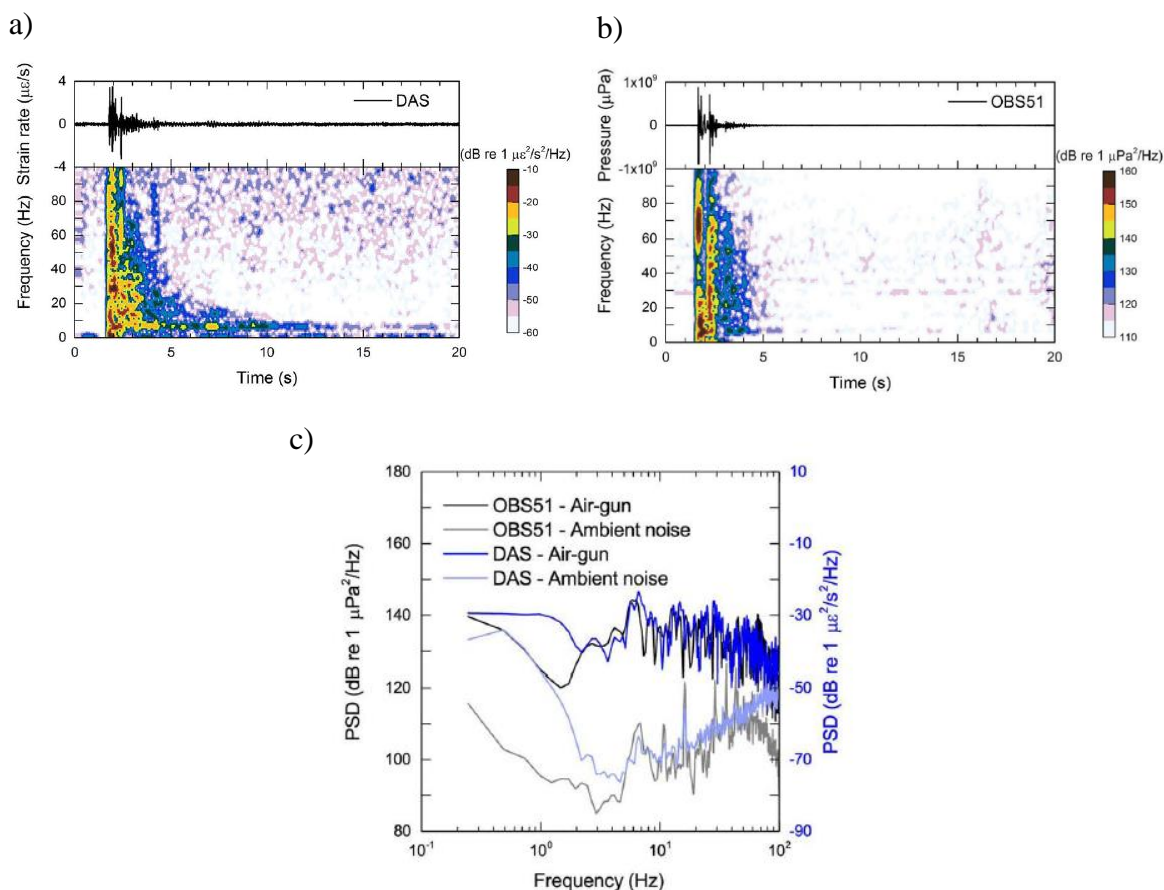 a)
4
0
-4
Strain rate (με/s)
DAS
(dB re 1 με²/s²/Hz)
80
60
40
20
0
Frequency (Hz)
-10
-20
-30
-40
-50
-60
0 5 10 15 20
Time (s)
b)
1x10⁹
0
-1x10⁹
Pressure (μPa)
OBS51
(dB re 1 μPa²/Hz)
80
60
40
20
0
Frequency (Hz)
160
150
140
130
120
110
0 5 10 15 20
Time (s)
c)
180
160
140
120
100
80
PSD (dB re 1 μPa²/Hz)
OBS51 - Air-gun
OBS51 - Ambient noise
DAS - Air-gun
DAS - Ambient noise
10
-10
-30
-50
-70
-90
PSD (dB re 1 με²/s²/Hz)
10⁻¹ 10⁰ 10¹ 10²
Frequency (Hz)